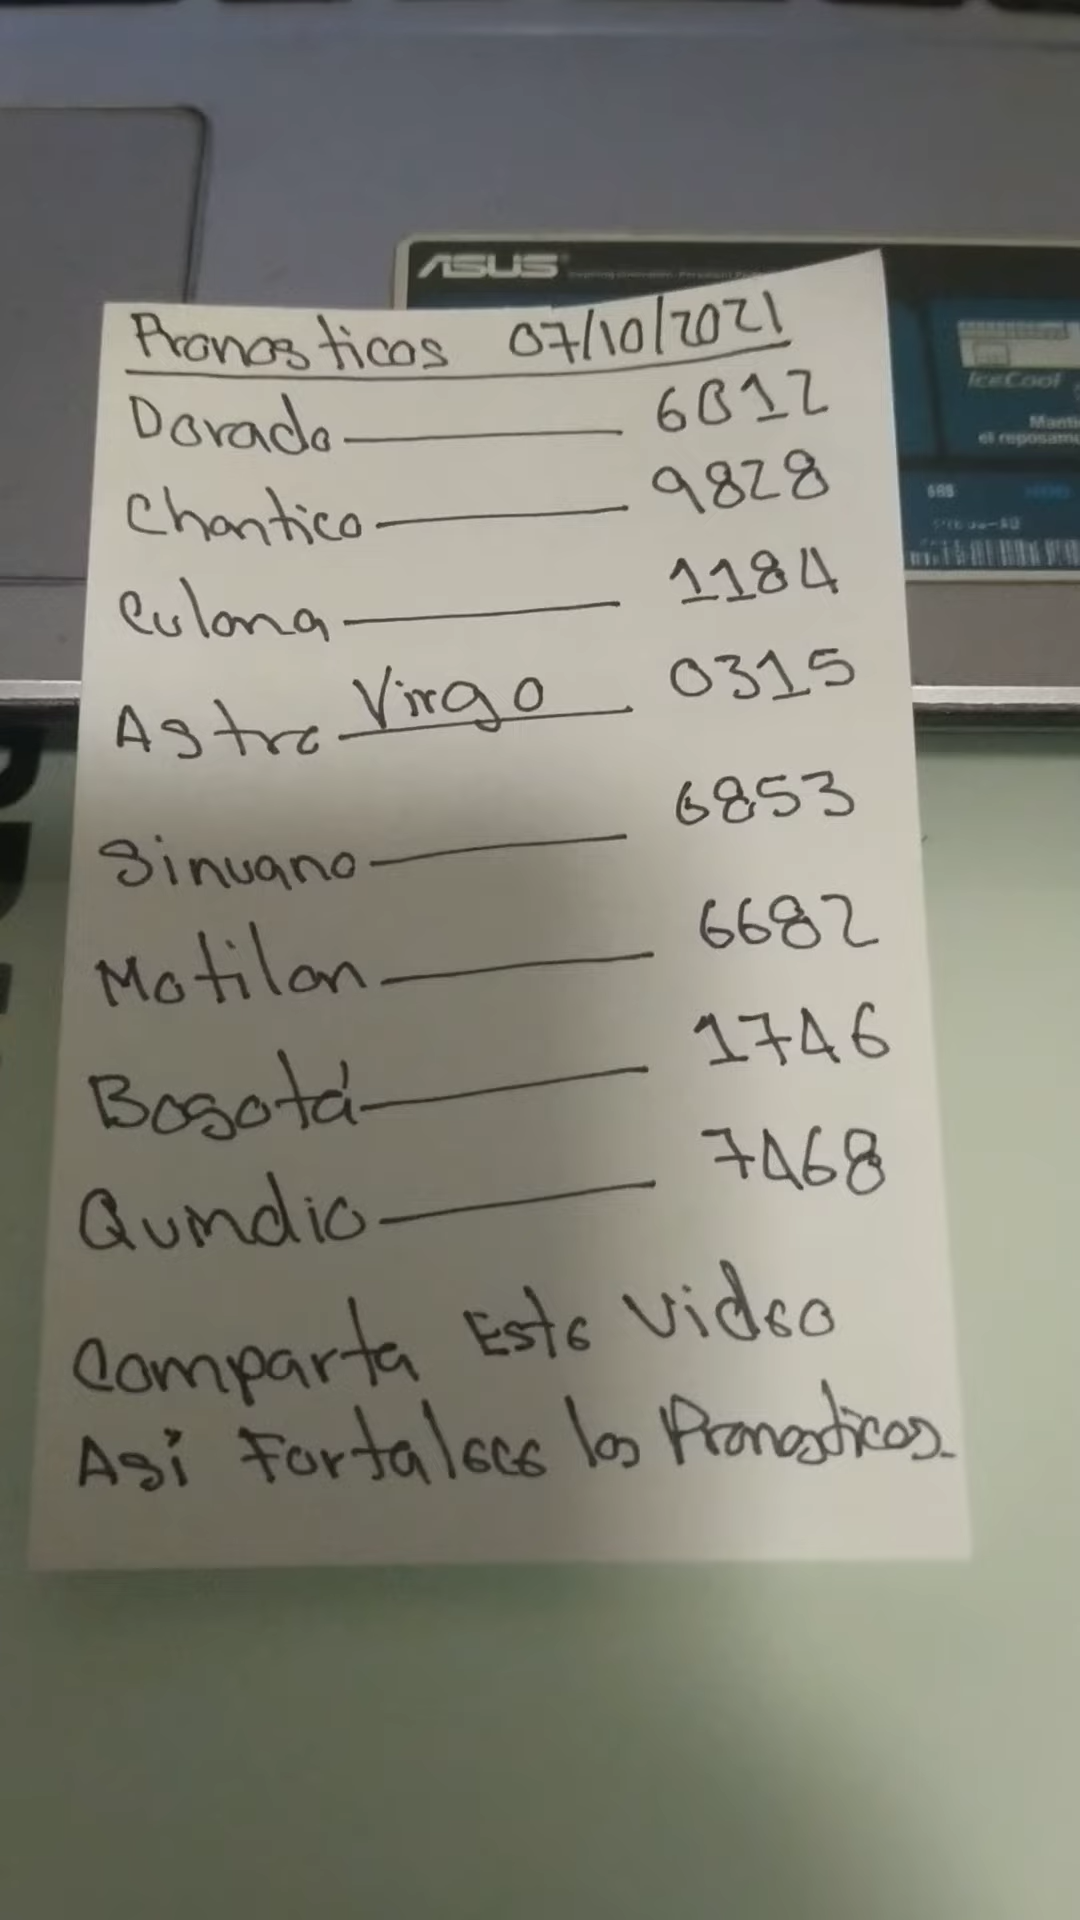 ASUS
IceCool
Pronosticos 07/10/2021
Dorado 6812
Chontico 9828
Culona 1184
Astro Virgo 0315
Sinuano 6853
Motilon 6682
Bogotá 1746
Quindio 7468
Comparta Este Video
Asi Fortalece los Pronosticos.